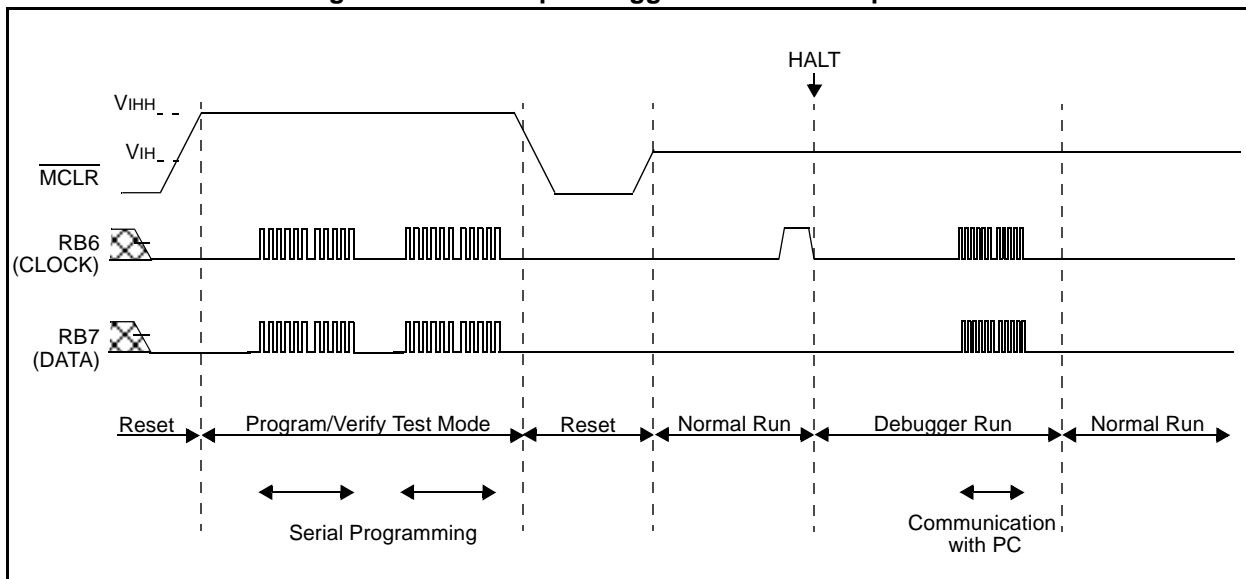 HALT
VIHH
VIH
MCLR
RB6
(CLOCK)
RB7
(DATA)
Reset Program/Verify Test Mode Reset Normal Run Debugger Run Normal Run
Serial Programming
Communication
with PC